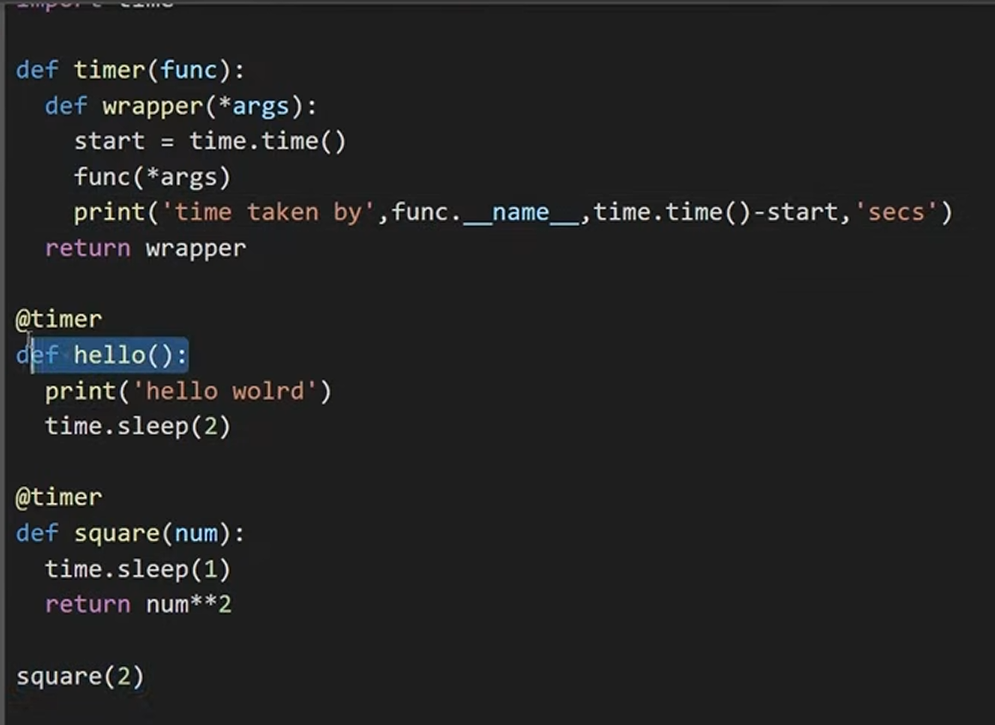 import time
def timer(func):
  def wrapper(*args):
    start = time.time()
    func(*args)
    print('time taken by',func.__name__,time.time()-start,'secs')
  return wrapper
@timer
def hello():
  print('hello wolrd')
  time.sleep(2)
@timer
def square(num):
  time.sleep(1)
  return num**2
square(2)